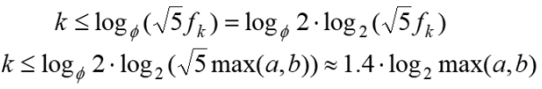 k ≤ log_ϕ(√5 f_k) = log_ϕ 2 · log_2(√5 f_k)
k ≤ log_ϕ 2 · log_2(√5 max(a, b)) ≈ 1.4 · log_2 max(a, b)